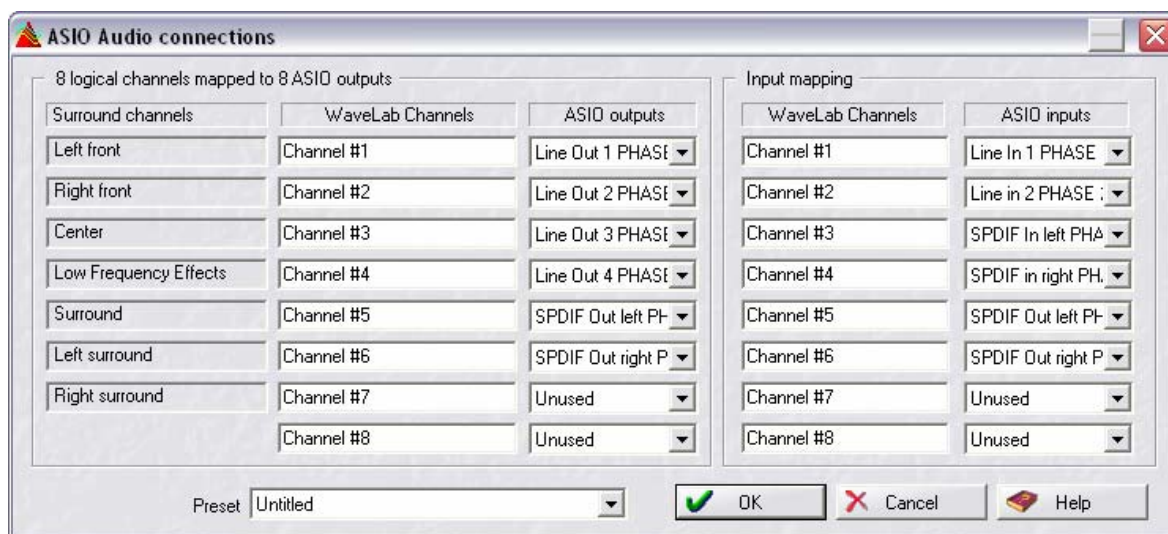 ASIO Audio connections
8 logical channels mapped to 8 ASIO outputs
Input mapping
Surround channels WaveLab Channels ASIO outputs WaveLab Channels ASIO inputs
Left front Channel #1 Line Out 1 PHASE Channel #1 Line In 1 PHASE
Right front Channel #2 Line Out 2 PHASE Channel #2 Line in 2 PHASE
Center Channel #3 Line Out 3 PHASE Channel #3 SPDIF In left PHA
Low Frequency Effects Channel #4 Line Out 4 PHASE Channel #4 SPDIF in right PH
Surround Channel #5 SPDIF Out left PH Channel #5 SPDIF Out left PH
Left surround Channel #6 SPDIF Out right P Channel #6 SPDIF Out right P
Right surround Channel #7 Unused Channel #7 Unused
Channel #8 Unused Channel #8 Unused
Preset Untitled OK Cancel Help